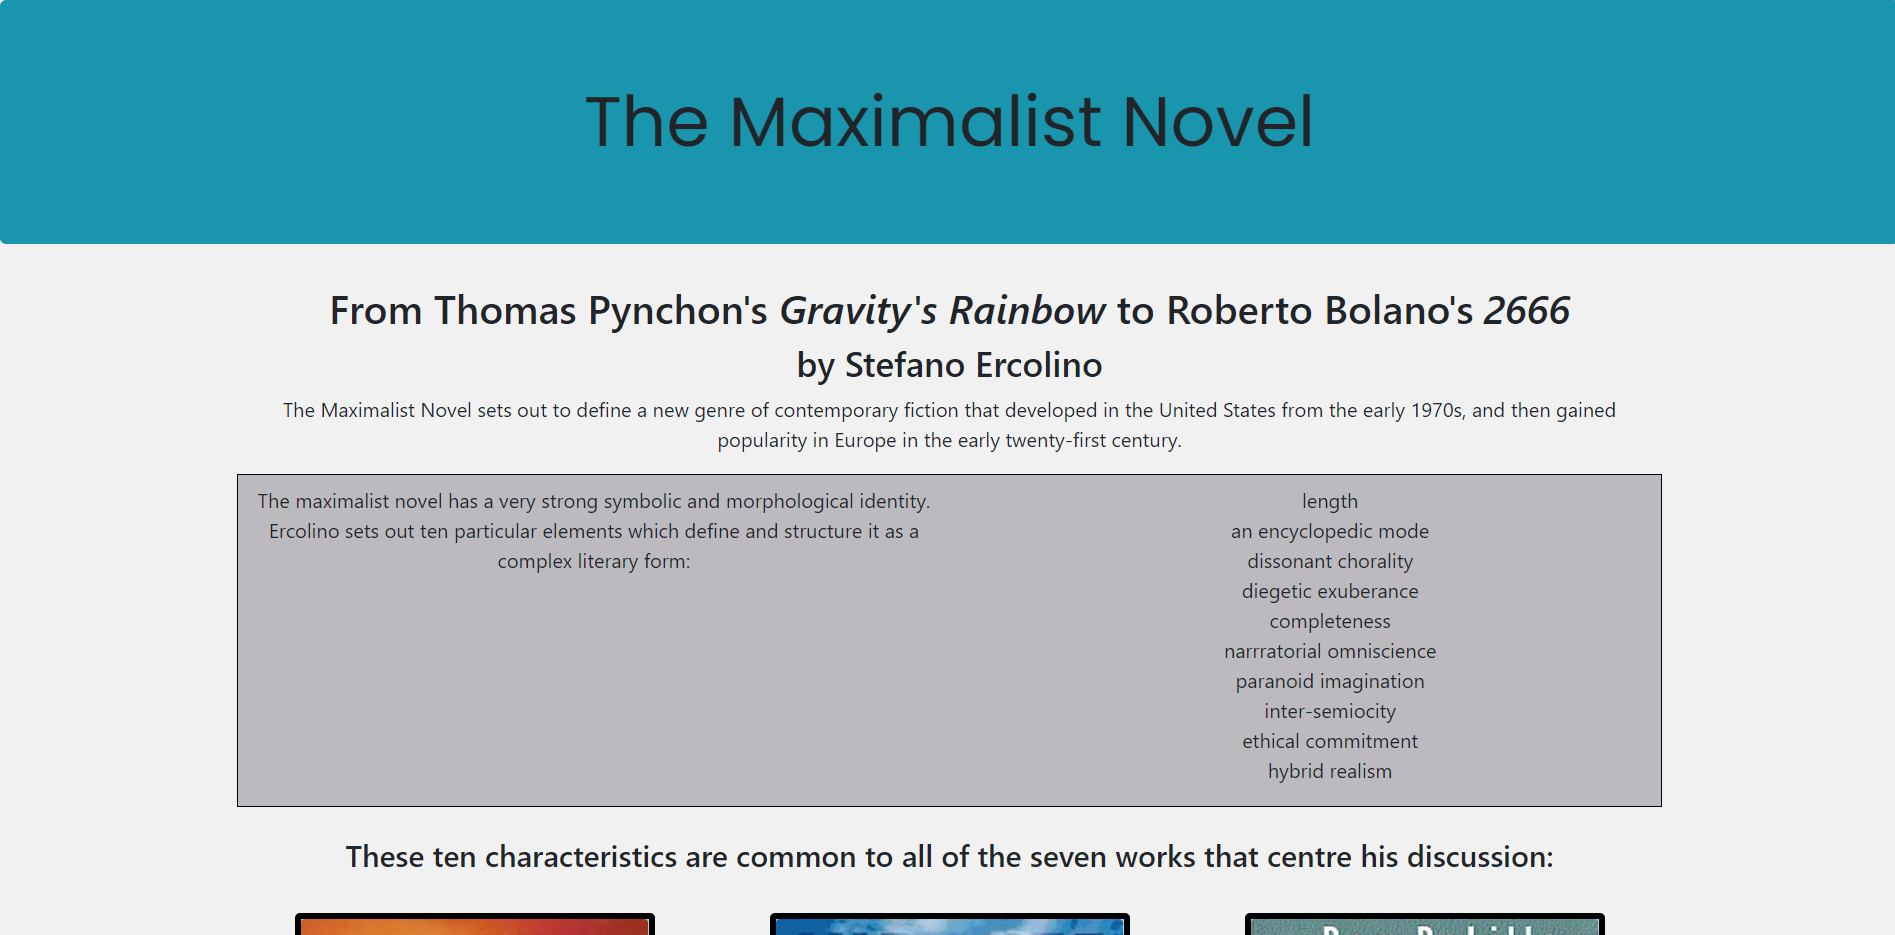 The Maximalist Novel
From Thomas Pynchon's Gravity's Rainbow to Roberto Bolano's 2666
by Stefano Ercolino
The Maximalist Novel sets out to define a new genre of contemporary fiction that developed in the United States from the early 1970s, and then gained
popularity in Europe in the early twenty-first century.
The maximalist novel has a very strong symbolic and morphological identity.
Ercolino sets out ten particular elements which define and structure it as a
complex literary form:
length
an encyclopedic mode
dissonant chorality
diegetic exuberance
completeness
narrratorial omniscience
paranoid imagination
inter-semiocity
ethical commitment
hybrid realism
These ten characteristics are common to all of the seven works that centre his discussion: